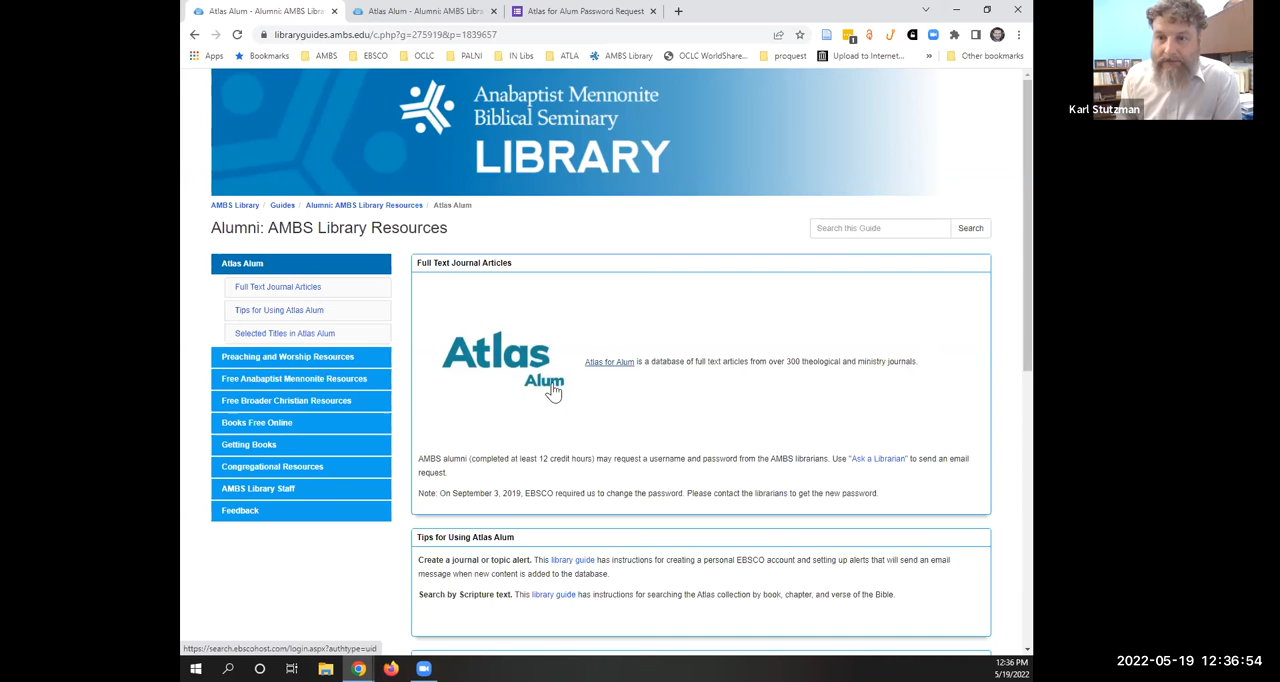 Atlas Alum - Alumni: AMBS Libra
Atlas Alum - Alumni: AMBS Libra
Atlas for Alum Password Request
libraryguides.ambs.edu/c.php?g=275919&p=1839657
Apps
Bookmarks
AMBS
EBSCO
OCLC
PALNI
IN Libs
ATLA
AMBS Library
OCLC WorldShare...
proquest
Upload to Internet...
»
Other bookmarks
Karl Stutzman
Anabaptist Mennonite
Biblical Seminary
LIBRARY
AMBS Library / Guides / Alumni: AMBS Library Resources / Atlas Alum
Alumni: AMBS Library Resources
Search this Guide
Search
Atlas Alum
Full Text Journal Articles
Tips for Using Atlas Alum
Selected Titles in Atlas Alum
Preaching and Worship Resources
Free Anabaptist Mennonite Resources
Free Broader Christian Resources
Books Free Online
Getting Books
Congregational Resources
AMBS Library Staff
Feedback
Full Text Journal Articles
Atlas
Alum
Atlas for Alum is a database of full text articles from over 300 theological and ministry journals.
AMBS alumni (completed at least 12 credit hours) may request a username and password from the AMBS librarians. Use "Ask a Librarian" to send an email
request.
Note: On September 3, 2019, EBSCO required us to change the password. Please contact the librarians to get the new password.
Tips for Using Atlas Alum
Create a journal or topic alert. This library guide has instructions for creating a personal EBSCO account and setting up alerts that will send an email
message when new content is added to the database.
Search by Scripture text. This library guide has instructions for searching the Atlas collection by book, chapter, and verse of the Bible.
https://search.ebscohost.com/login.aspx?authtype=uid
12:36 PM
5/19/2022
2022-05-19 12:36:54